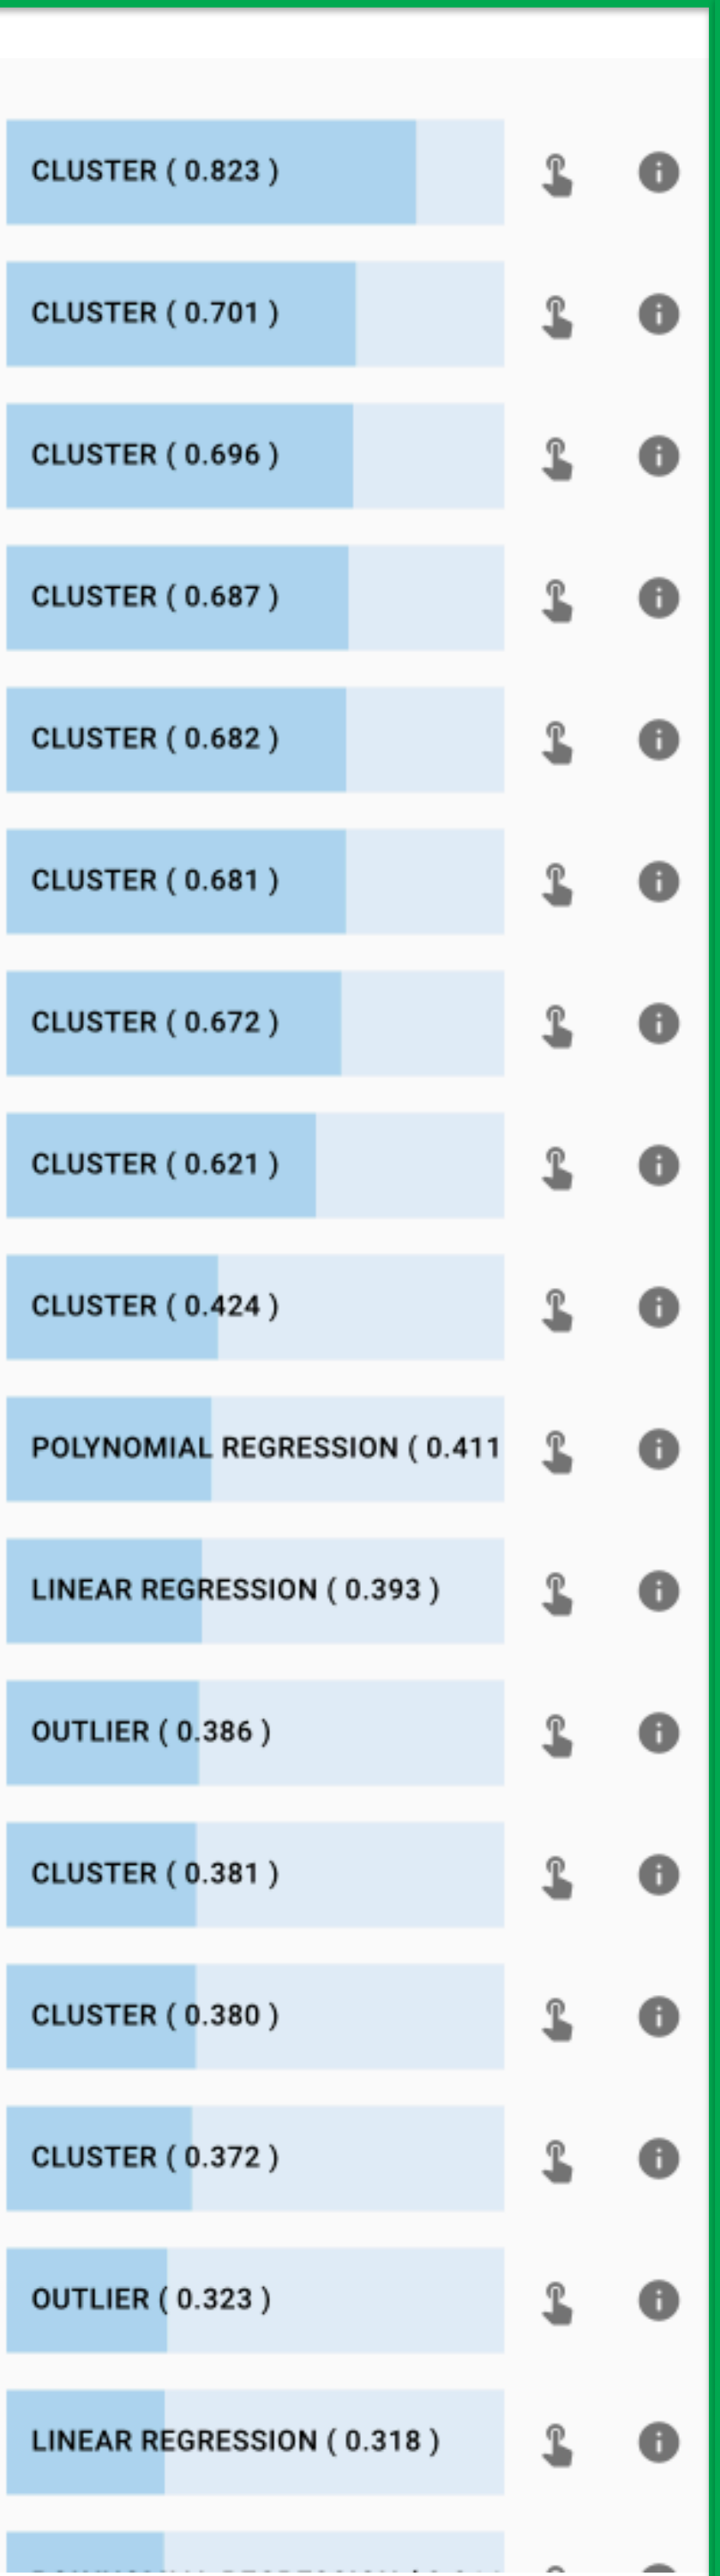 CLUSTER ( 0.823 )
CLUSTER ( 0.701 )
CLUSTER ( 0.696 )
CLUSTER ( 0.687 )
CLUSTER ( 0.682 )
CLUSTER ( 0.681 )
CLUSTER ( 0.672 )
CLUSTER ( 0.621 )
CLUSTER ( 0.424 )
POLYNOMIAL REGRESSION ( 0.411
LINEAR REGRESSION ( 0.393 )
OUTLIER ( 0.386 )
CLUSTER ( 0.381 )
CLUSTER ( 0.380 )
CLUSTER ( 0.372 )
OUTLIER ( 0.323 )
LINEAR REGRESSION ( 0.318 )